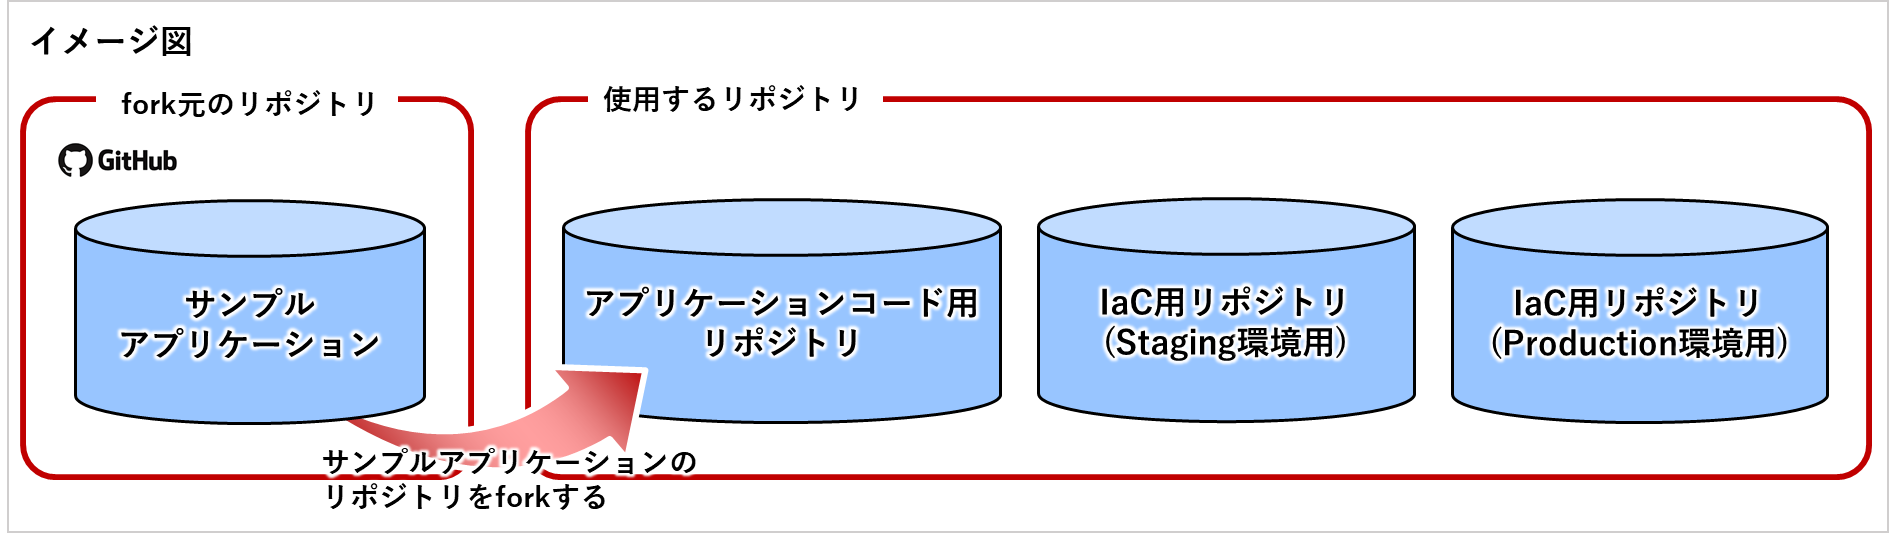 イメージ図
fork元のリポジトリ
GitHub
サンプル
アプリケーション
使用するリポジトリ
アプリケーションコード用
リポジトリ
IaC用リポジトリ
(Staging環境用)
IaC用リポジトリ
(Production環境用)
サンプルアプリケーションの
リポジトリをforkする